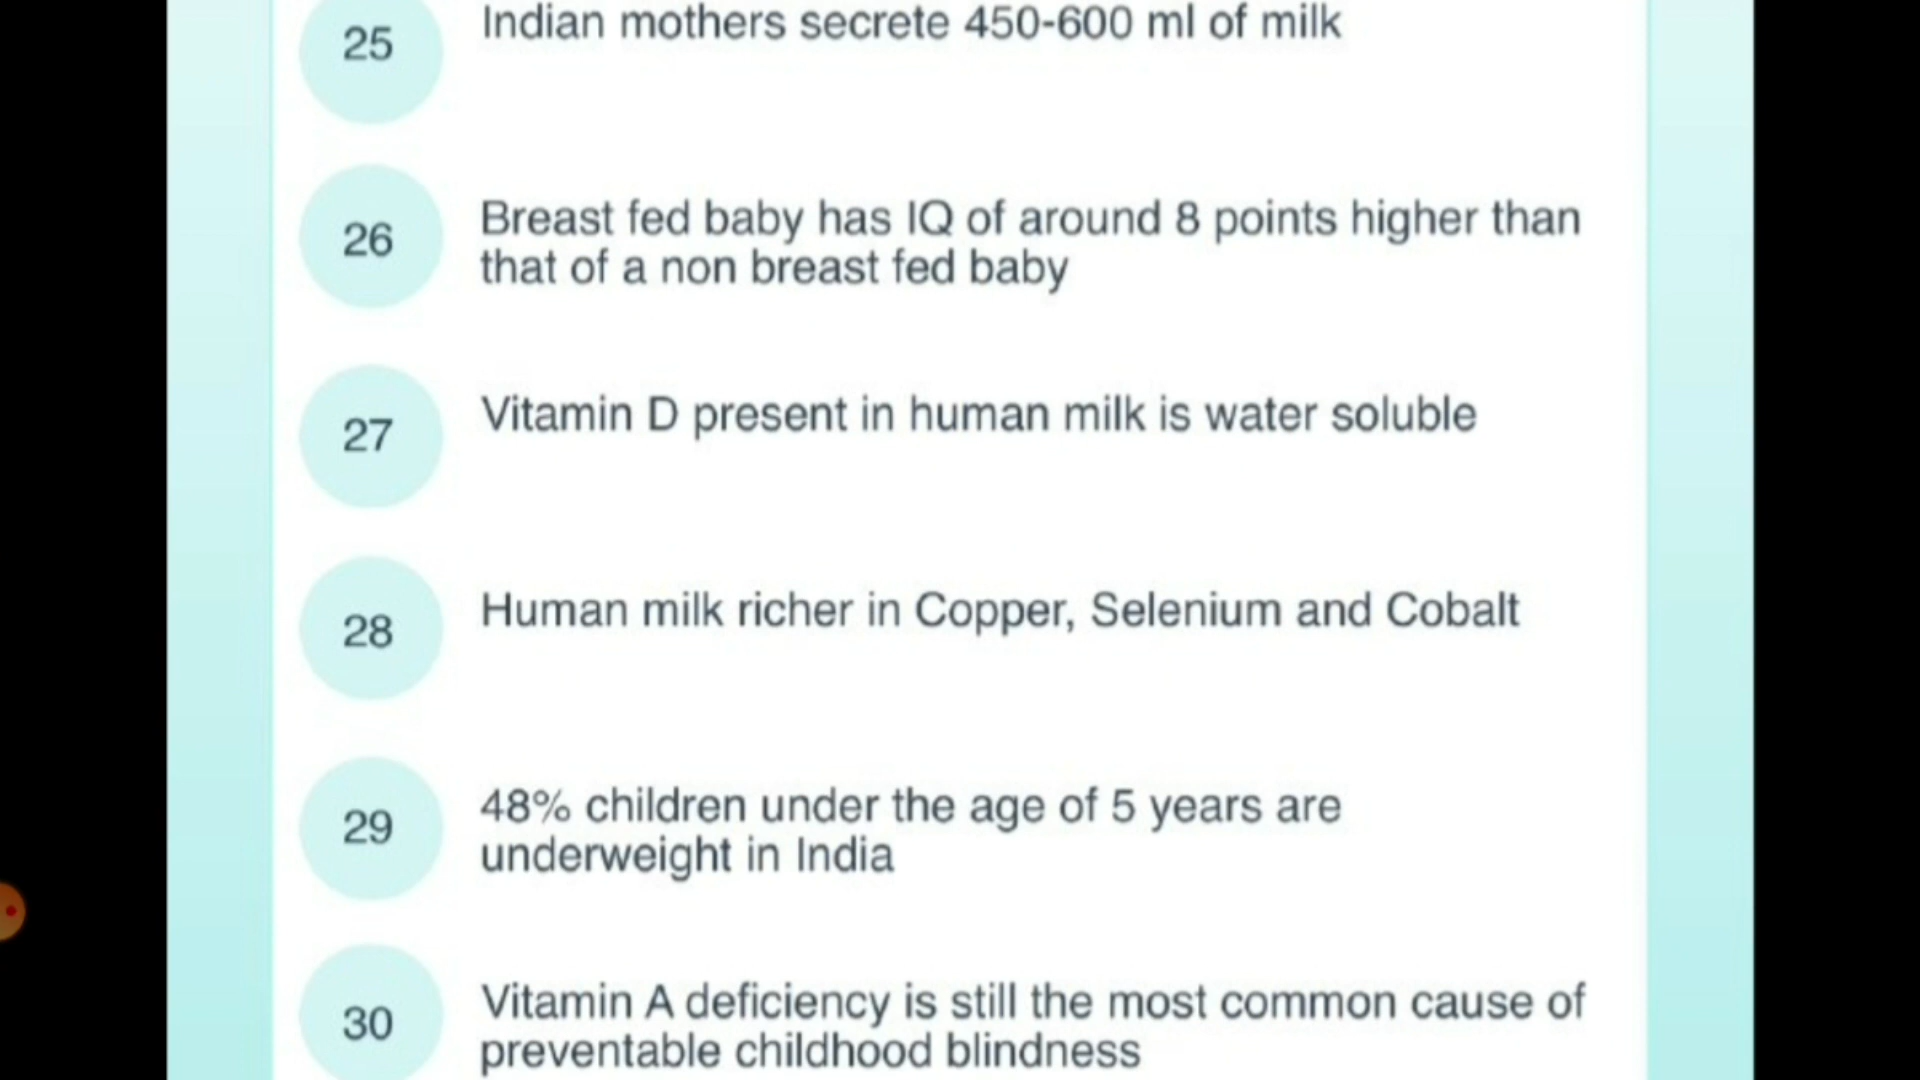 25
Indian mothers secrete 450-600 ml of milk
26
Breast fed baby has IQ of around 8 points higher than
that of a non breast fed baby
27
Vitamin D present in human milk is water soluble
28
Human milk richer in Copper, Selenium and Cobalt
29
48% children under the age of 5 years are
underweight in India
30
Vitamin A deficiency is still the most common cause of
preventable childhood blindness